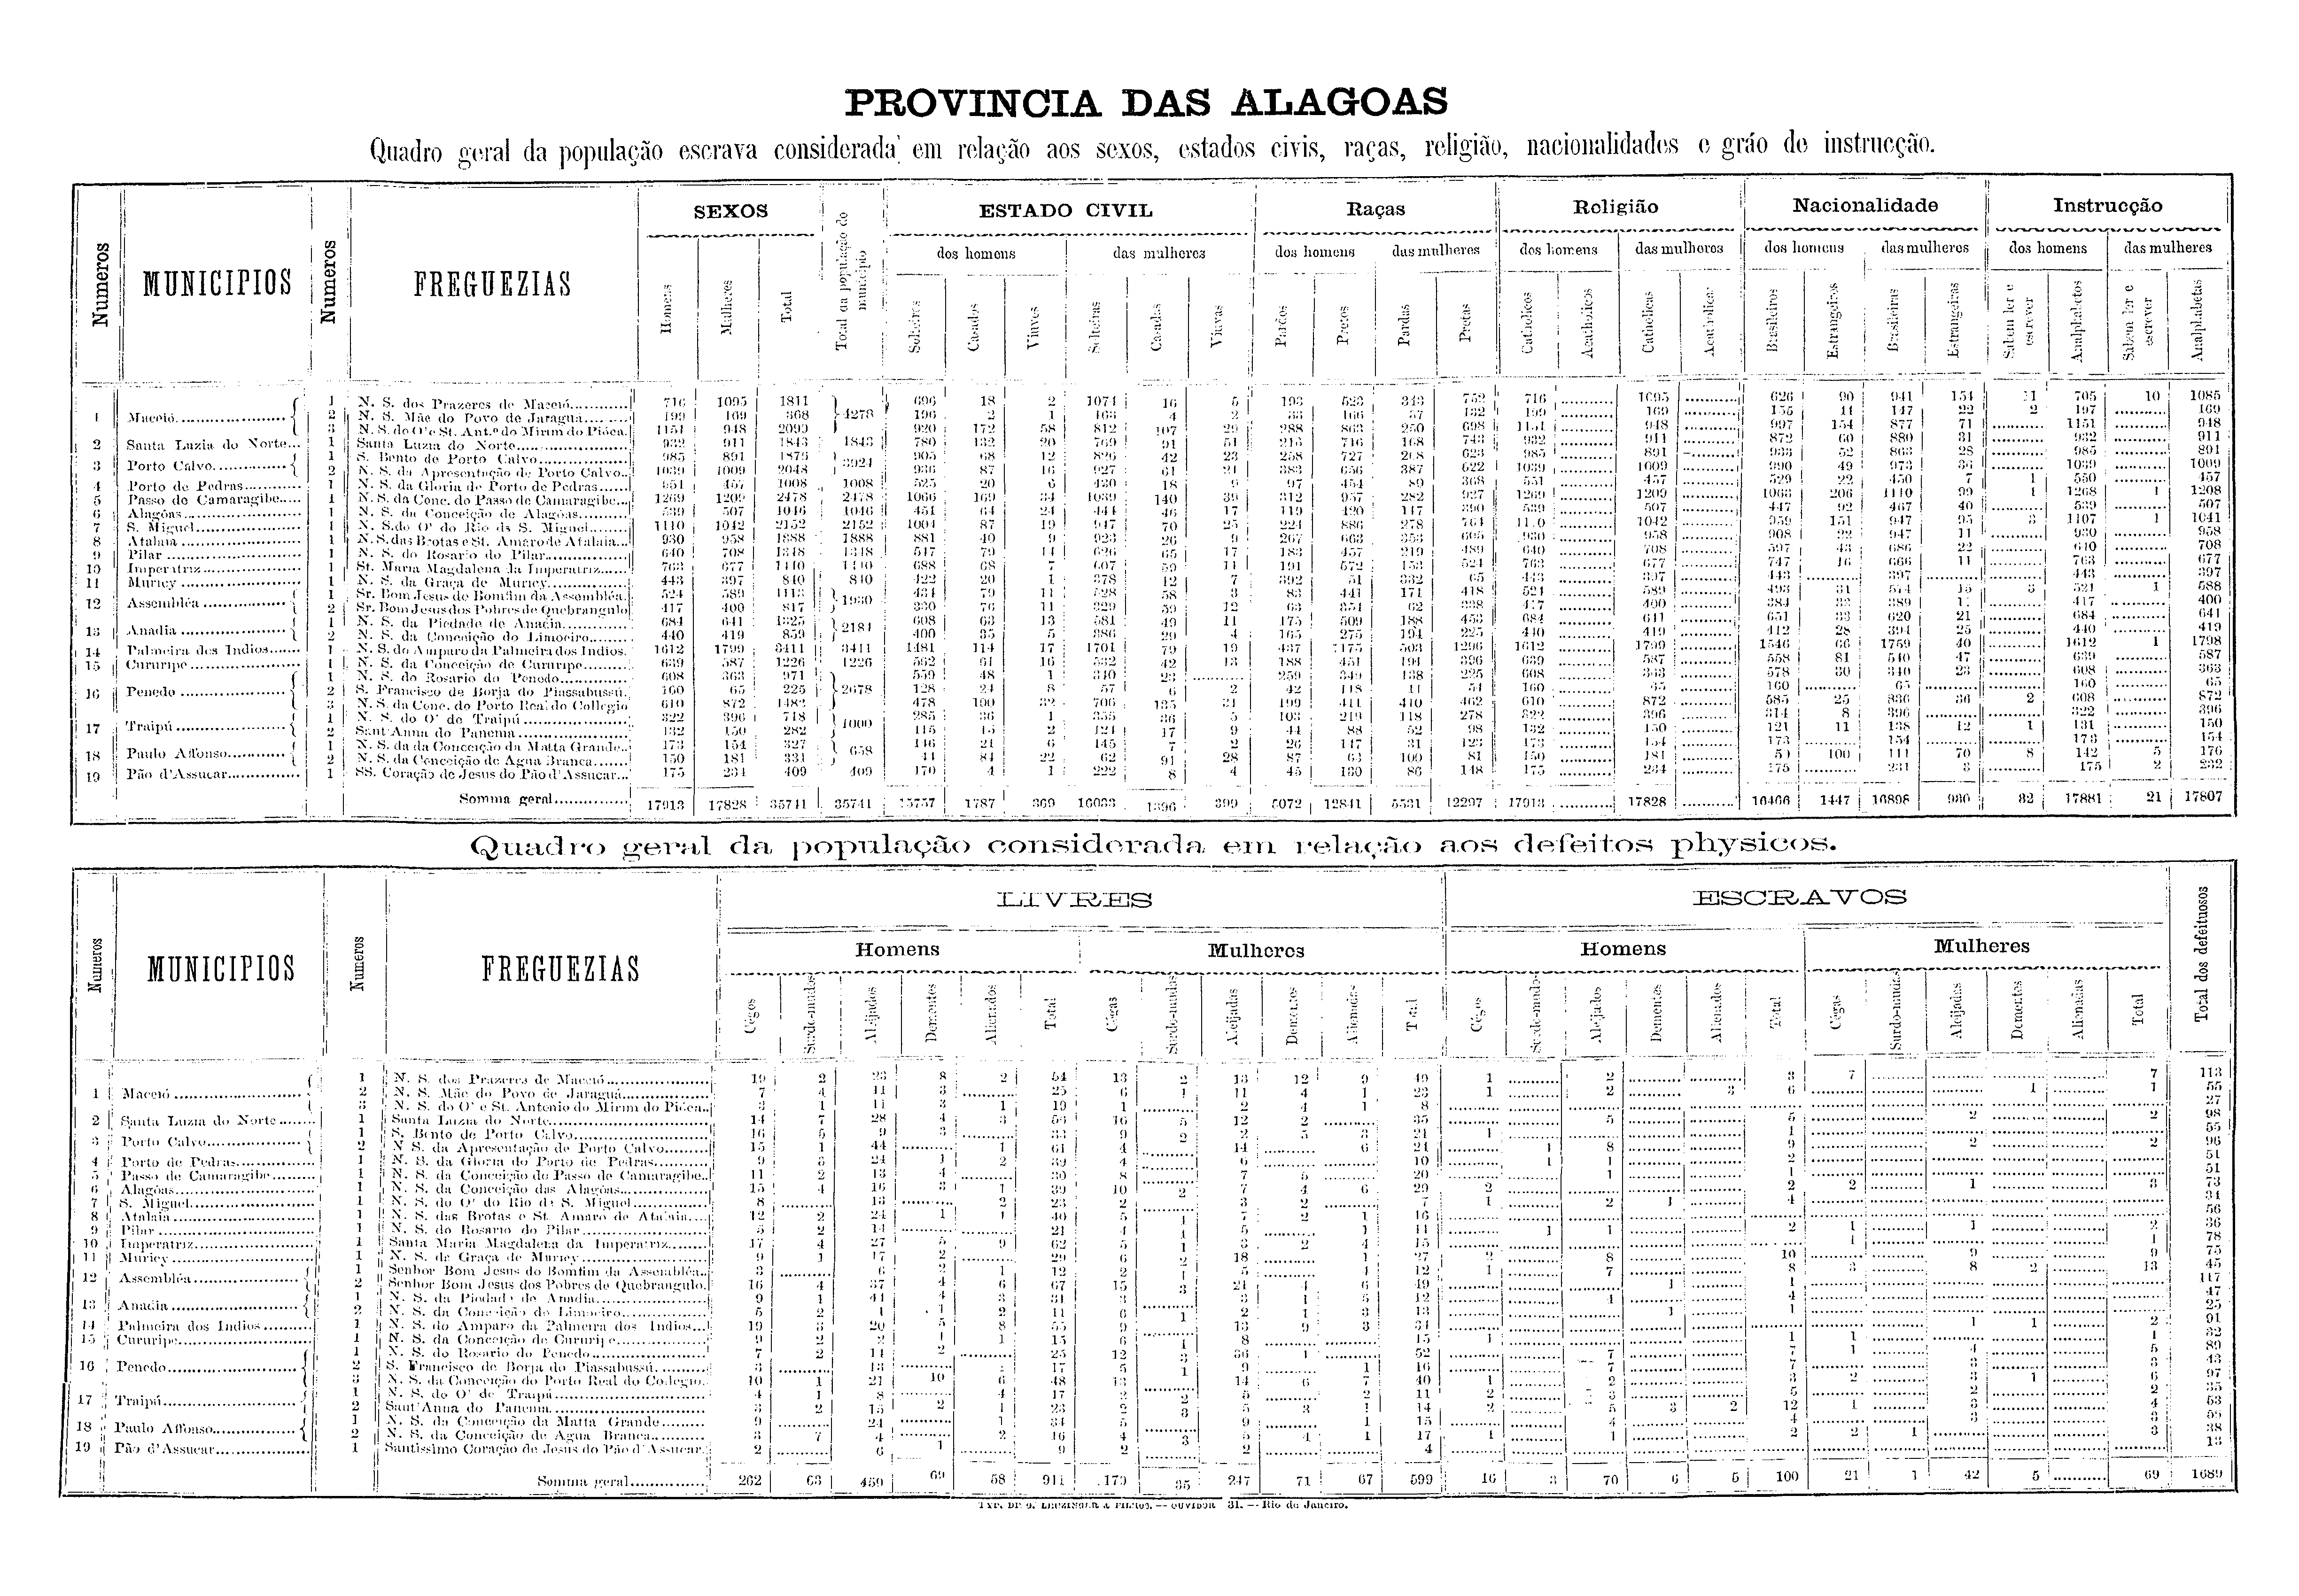 PROVINCIA DAS ALAGOAS
Quadro geral da população escrava considerada em relação aos sexos, estados civis, raças, religião, nacionalidades e gráo de instrucção.
Numeros MUNICIPIOS Numeros FREGUEZIAS SEXOS Total da população do municipio ESTADO CIVIL Raças Religião Nacionalidade Instrucção
dos homens das mulheres dos homens das mulheres dos homens das mulheres dos homens das mulheres dos homens das mulheres
Homens Mulheres Total Solteiros Casados Viuvos Solteiras Casadas Viuvas Pardos Pretos Pardas Pretas Catholicos Acatholicos Catholicas Acatholicas Brasileiros Estrangeiros Brasileiras Estrangeiras Sabem ler e escrever Analphabetos Sabem ler e escrever Analphabetas
1 Maceió 1 N. S. dos Prazeres de Maceió 716 1095 1811 4278 696 18 2 1074 16 5 193 523 343 752 716 1095 626 90 941 154 11 705 10 1085
2 N. S. Mãe do Povo de Jaraguá 199 169 368 196 2 1 163 4 2 33 166 37 132 199 169 155 44 147 22 2 197 169
3 N. S. do O' e St. Ant.º do Mirim do Pióca 1151 948 2099 920 172 58 812 107 29 288 863 250 698 1151 948 997 154 877 71 1151 948
2 Santa Luzia do Norte 1 Santa Luzia do Norte 932 911 1843 1843 780 132 20 769 91 51 216 716 168 743 932 911 872 60 880 31 932 911
3 Porto Calvo 1 S. Bento de Porto Calvo 985 891 1876 3924 905 68 12 826 42 23 258 727 268 623 985 891 933 52 863 28 985 891
2 N. S. da Apresentação de Porto Calvo 1039 1009 2048 936 87 16 927 61 21 383 656 387 622 1039 1009 990 49 973 36 1039 1009
4 Porto de Pedras 1 N. S. da Gloria de Porto de Pedras 551 457 1008 1008 525 20 6 430 18 9 97 454 89 368 551 457 529 22 450 7 1 550 457
5 Passo de Camaragibe 1 N. S. da Conc. do Passo de Camaragibe 1269 1209 2478 2478 1066 169 34 1039 140 39 312 957 282 927 1269 1209 1063 206 1110 99 1 1268 1 1208
6 Alagôas 1 N. S. da Conceição de Alagôas 539 507 1046 1046 451 64 24 444 46 17 119 420 117 390 539 507 447 92 467 40 539 507
7 S. Miguel 1 N. S. do O' do Rio de S. Miguel 1110 1042 2152 2152 1004 87 19 947 70 25 224 886 278 764 1042 959 151 947 95 3 1107 1 1041
8 Atalaia 1 N. S. das Brotas e St. Amaro de Atalaia 930 958 1888 1888 881 40 9 923 26 9 267 663 353 605 930 958 908 22 947 11 930 958
9 Pilar 1 N. S. do Rosario do Pilar 640 708 1348 1348 547 79 14 626 65 17 183 457 219 489 640 708 597 43 686 22 640 708
10 Imperatriz 1 St. Maria Magdalena da Imperatriz 763 677 1440 1440 688 68 7 607 59 11 191 572 153 524 763 677 747 16 666 11 763 677
11 Muricy 1 N. S. da Graça de Muricy 443 397 840 840 422 20 1 378 12 7 392 51 332 65 443 397 443 397 443 397
12 Assembléa 1 Sr. Bom Jesus do Bomfim da Assembléa 524 589 1113 1930 434 79 11 528 58 3 83 441 171 418 524 589 493 31 574 15 3 521 1 588
2 Sr. Bom Jesus dos Pobres de Quebrangulo 417 400 817 330 76 11 329 59 12 63 354 62 338 417 400 384 33 389 417 400
13 Anadia 1 N. S. da Piedade de Anadia 684 641 1325 2184 608 63 13 581 49 11 175 509 188 453 684 641 651 33 620 21 684 641
2 N. S. da Conceição do Limoeiro 440 419 859 400 35 5 386 29 4 165 275 194 225 440 419 412 28 394 25 440 419
14 Palmeira dos Indios 1 N. S. do Amparo da Palmeira dos Indios 1612 1799 3411 3411 1481 114 17 1701 79 19 437 1175 503 1296 1612 1799 1546 66 1759 40 1612 1 1798
15 Cururipe 1 N. S. da Conceição de Cururipe 639 587 1226 1226 562 61 16 532 42 13 188 451 191 396 639 587 558 81 540 47 639 587
16 Penedo 1 N. S. do Rosario do Penedo 608 363 971 2678 559 48 1 340 23 259 349 138 225 608 363 578 30 340 23 608 363
2 S. Francisco de Borja do Piassabussú 160 65 225 128 24 8 57 6 2 42 118 11 54 160 65 160 65 160 65
3 N. S. da Conc. do Porto Real do Collegio 610 872 1482 478 100 32 706 135 31 199 411 410 462 610 872 585 25 836 36 2 608 872
17 Traipú 1 N. S. do O' de Traipú 322 396 718 1000 285 36 1 355 36 5 103 219 118 278 322 396 314 8 396 322 396
2 Sant'Anna do Panema 132 150 282 115 15 2 124 17 9 44 88 52 98 132 150 121 11 138 12 1 131 150
18 Paulo Affonso 1 N. S. da da Conceição da Matta Grande 173 154 327 658 146 21 6 145 7 2 26 147 31 123 173 154 173 154 173 154
2 N. S. da Conceição de Agua Branca 150 181 331 44 84 22 62 91 28 87 63 100 81 150 181 50 100 111 70 8 142 5 176
19 Pão d'Assucar 1 SS. Coração de Jesus do Pão d'Assucar 175 234 409 409 170 4 1 222 8 4 45 130 86 148 175 234 175 231 3 175 2 232
Somma geral 17913 17828 35741 35741 15757 1787 369 16033 1396 399 5072 12841 5531 12297 17913 17828 16466 1447 16898 930 32 17881 21 17807
Quadro geral da população considerada em relação aos defeitos physicos.
Numeros MUNICIPIOS Numeros FREGUEZIAS LIVRES ESCRAVOS Total dos defeituosos
Homens Mulheres Homens Mulheres
Cégos Surdo-mudos Aleijados Dementes Alienados Total Cégas Surdo-mudas Aleijadas Dementes Alienadas Total Cégos Surdo-mudos Aleijados Dementes Alienados Total Cégas Surdo-mudas Aleijadas Dementes Alienadas Total
1 Maceió 1 N. S. dos Prazeres de Maceió 19 2 23 8 2 54 13 2 13 12 9 49 1 2 3 7 7 113
2 N. S. Mãe do Povo de Jaraguá 7 4 11 3 25 6 1 11 4 1 23 1 2 3 6 1 1 55
3 N. S. do O' e St. Antonio do Mirim do Pióca 3 1 11 3 1 19 1 2 4 1 8 27
2 Santa Luzia do Norte 1 Santa Luzia do Norte 14 7 28 4 3 56 16 5 12 2 35 5 5 2 2 98
3 Porto Calvo 1 S. Bento de Porto Calvo 16 5 9 3 33 9 2 2 5 3 21 1 1 55
2 N. S. da Apresentação de Porto Calvo 15 1 44 1 61 4 14 6 24 1 8 9 2 2 96
4 Porto de Pedras 1 N. S. da Gloria do Porto de Pedras 9 3 24 1 2 39 4 6 10 1 1 2 51
5 Passo de Camaragibe 1 N. S. da Conceição do Passo de Camaragibe 11 2 13 4 30 8 7 5 20 1 51
6 Alagôas 1 N. S. da Conceição das Alagôas 15 4 16 3 1 39 10 2 7 4 6 29 2 2 2 1 3 73
7 S. Miguel 1 N. S. do O' do Rio de S. Miguel 8 13 2 23 2 3 2 7 1 2 1 4 34
8 Atalaia 1 N. S. das Brotas e St. Amaro de Atalaia 12 2 24 1 1 40 5 1 7 2 1 16 56
9 Pilar 1 N. S. do Rosario do Pilar 5 2 14 21 4 1 5 1 11 1 1 2 1 1 2 36
10 Imperatriz 1 Santa Maria Magdalena da Imperatriz 17 4 27 5 9 62 5 1 3 2 4 15 1 1 78
11 Muricy 1 N. S. de Graça de Muricy 9 1 17 2 29 6 2 18 1 27 2 8 10 9 9 75
12 Assembléa 1 Senhor Bom Jesus do Bomfim da Assembléa 3 6 2 1 12 2 1 5 4 12 1 7 8 3 8 2 13 45
2 Senhor Bom Jesus dos Pobres de Quebrangulo 16 4 37 4 6 67 15 3 21 4 6 49 1 1 117
13 Anadia 1 N. S. da Piedade de Anadia 9 1 4 3 31 3 3 1 5 12 4 4 47
2 N. S. da Conceição do Limoeiro 5 2 1 1 2 11 6 1 2 1 3 13 1 1 25
14 Palmeira dos Indios 1 N. S. do Amparo da Palmeira dos Indios 19 3 20 5 8 55 9 13 9 3 34 1 1 2 91
15 Cururipe 1 N. S. da Conceição de Cururipe 9 2 2 1 1 15 6 1 8 15 1 1 1 1 32
16 Penedo 1 N. S. do Rosario do Penedo 7 2 14 2 25 12 3 36 1 52 7 7 1 4 5 89
2 S. Francisco de Borja do Piassabussú 3 13 17 5 1 9 1 16 7 7 3 3 43
3 N. S. da Conceição do Porto Real do Collegio 10 1 21 10 6 48 13 14 6 7 40 1 2 3 2 3 1 6 97
17 Traipú 1 N. S. do O' de Traipú 4 1 8 4 17 2 2 5 2 11 2 3 5 2 2 35
2 Sant'Anna do Panema 3 2 15 2 1 23 2 3 5 3 1 14 2 5 3 2 12 1 3 4 53
18 Paulo Affonso 1 N. S. da Conceição da Matta Grande 9 24 1 34 5 9 1 15 4 4 3 3
2 N. S. da Conceição de Agua Branca 3 7 4 2 16 4 3 5 4 1 17 1 1 2 2 1 3 38
19 Pão d'Assucar 1 Santissimo Coração de Jesus do Pão d'Assucar 2 6 1 9 2 2 4 13
Somma geral 262 63 459 69 58 911 179 35 247 71 67 599 16 3 70 6 5 100 21 1 42 5 69 1689
TYP. DE G. LEUZINGER & FILHOS. — OUVIDOR 31. — Rio de Janeiro.